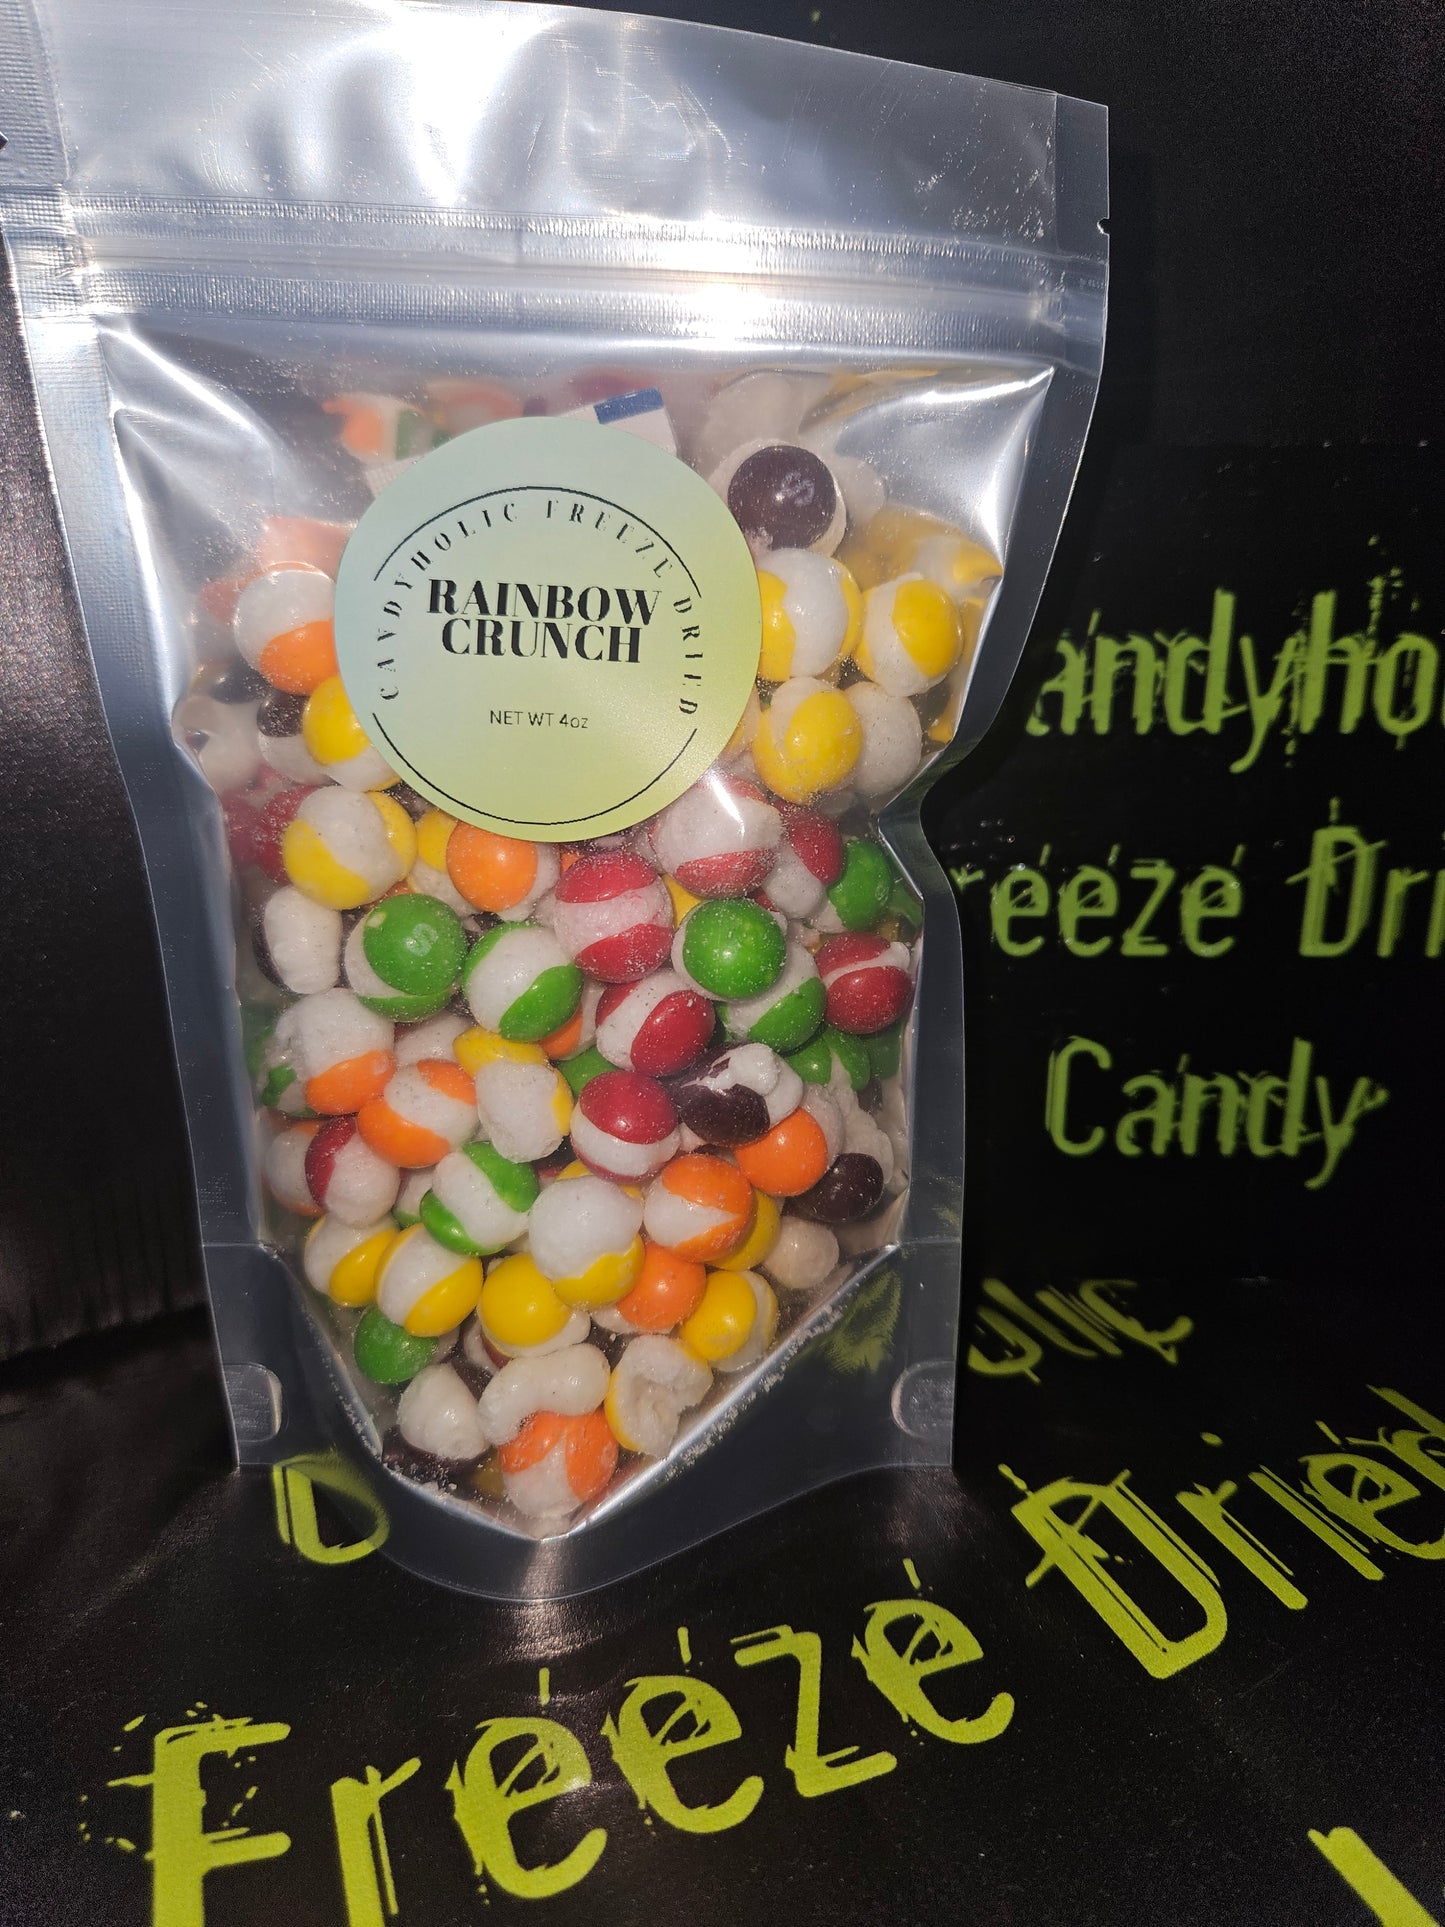 CANDYHOLIC FREEZE DRIED
RAINBOW
CRUNCH
NET WT 4oz
andyho
reeze Dri
Candy
Freeze Dried